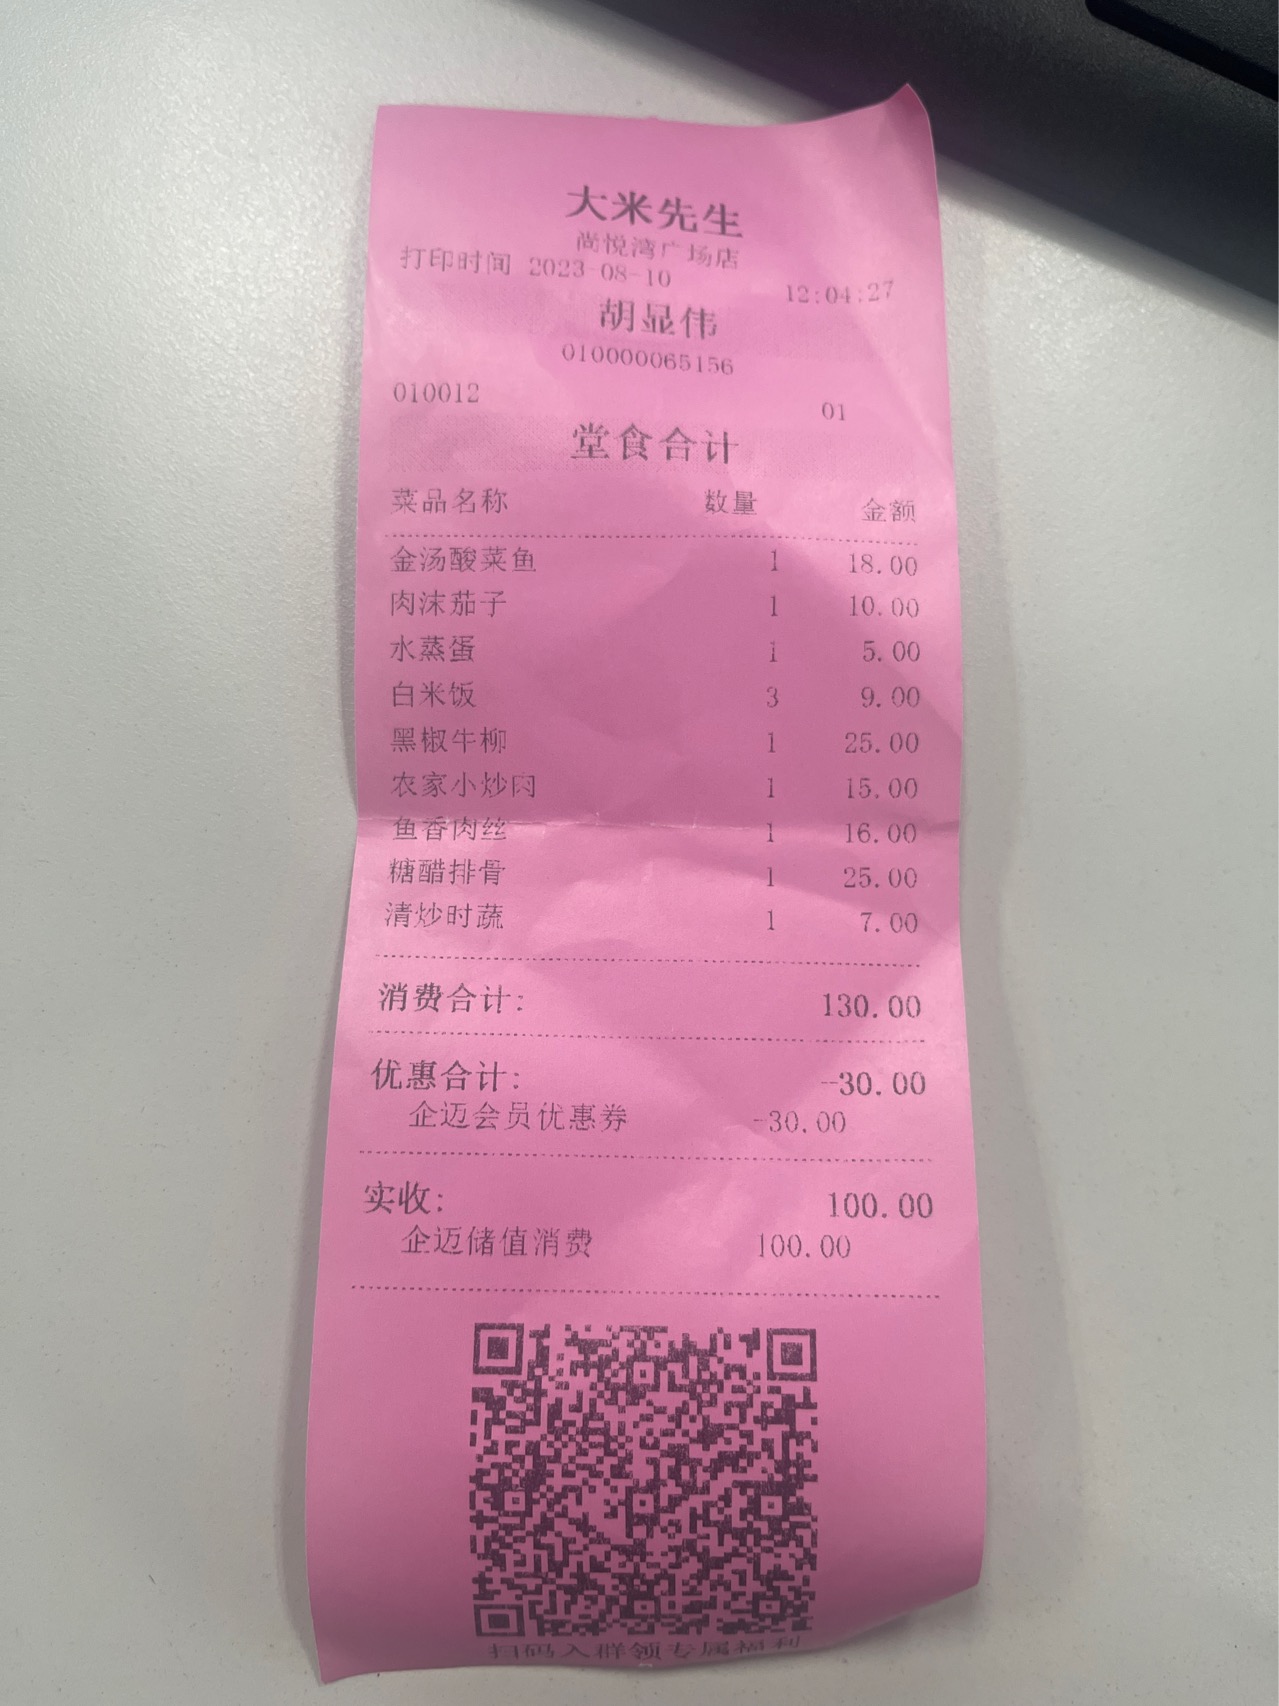 大米先生
尚悦湾广场店
打印时间 2023-08-10 12:04:27
胡显伟
010000065156
010012 01
堂食合计
菜品名称 数量 金额
金汤酸菜鱼 1 18.00
肉沫茄子 1 10.00
水蒸蛋 1 5.00
白米饭 3 9.00
黑椒牛柳 1 25.00
农家小炒肉 1 15.00
鱼香肉丝 1 16.00
糖醋排骨 1 25.00
清炒时蔬 1 7.00
消费合计: 130.00
优惠合计: -30.00
企迈会员优惠券 -30.00
实收: 100.00
企迈储值消费 100.00
扫码入群领专属福利